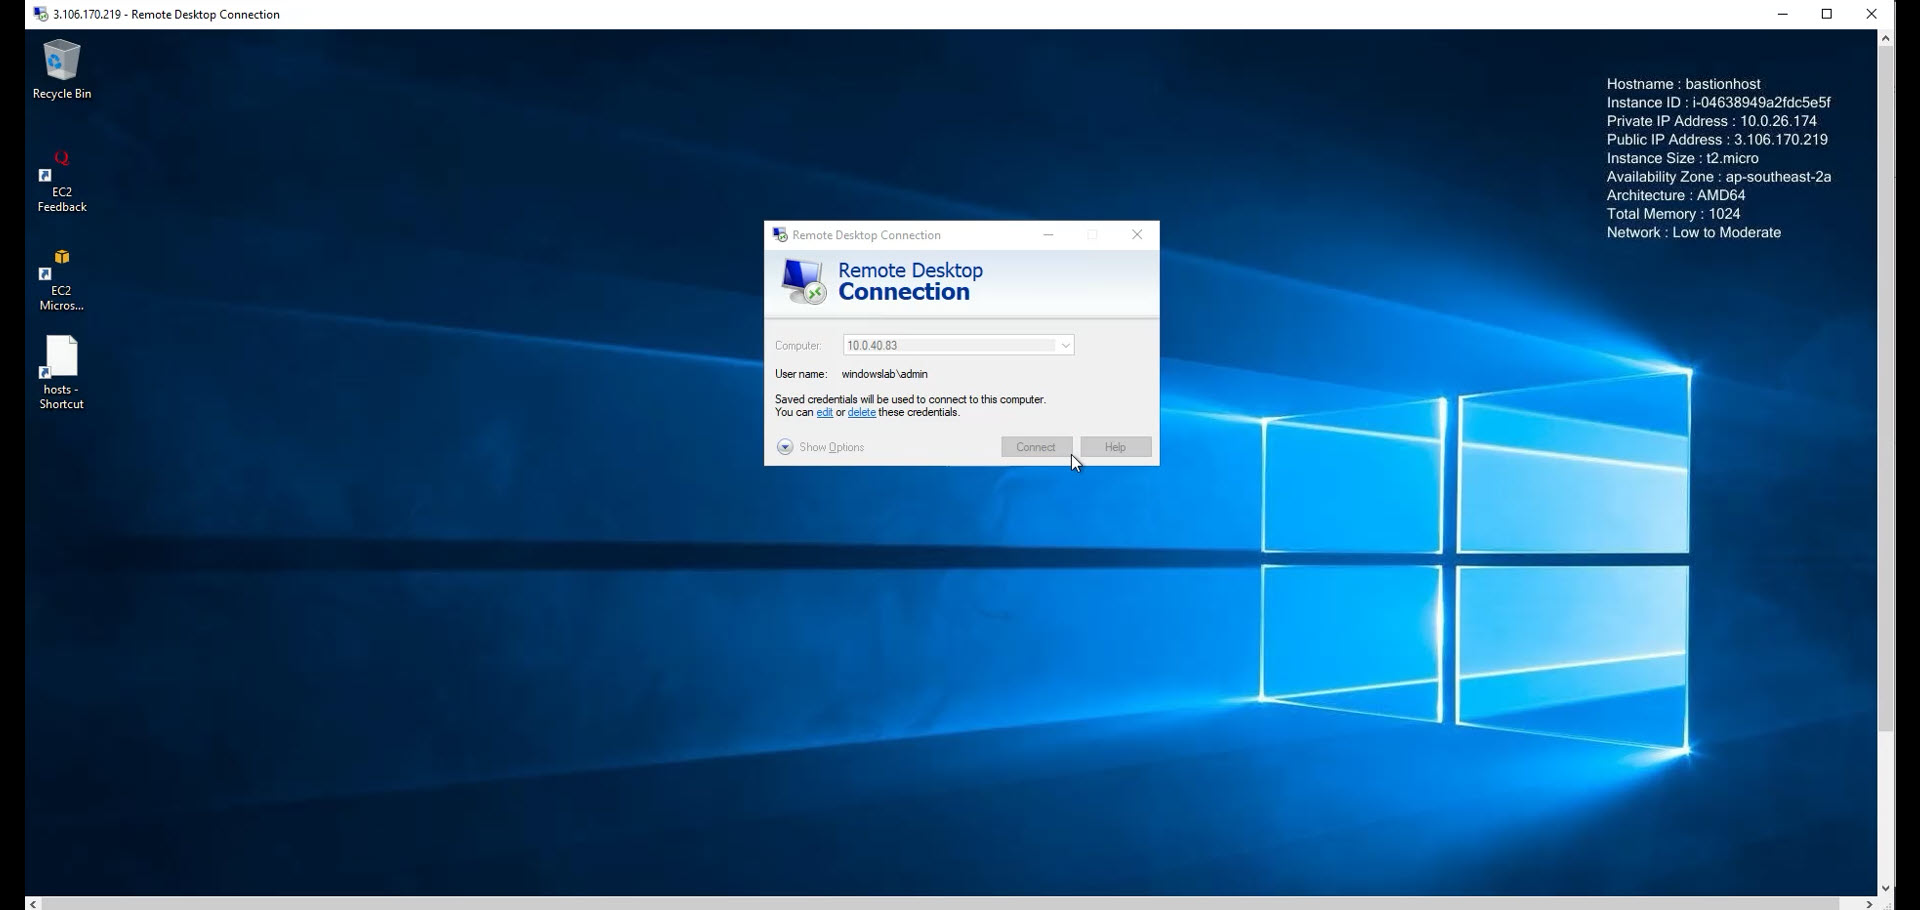 3.106.170.219 - Remote Desktop Connection
Recycle Bin
Q
EC2
Feedback
EC2
Micros...
hosts -
Shortcut
Hostname : bastionhost
Instance ID : i-04638949a2fdc5e5f
Private IP Address : 10.0.26.174
Public IP Address : 3.106.170.219
Instance Size : t2.micro
Availability Zone : ap-southeast-2a
Architecture : AMD64
Total Memory : 1024
Network : Low to Moderate
Remote Desktop Connection
Remote Desktop
Connection
Computer: 10.0.40.83
User name: windowslab\admin
Saved credentials will be used to connect to this computer.
You can edit or delete these credentials.
Show Options Connect Help